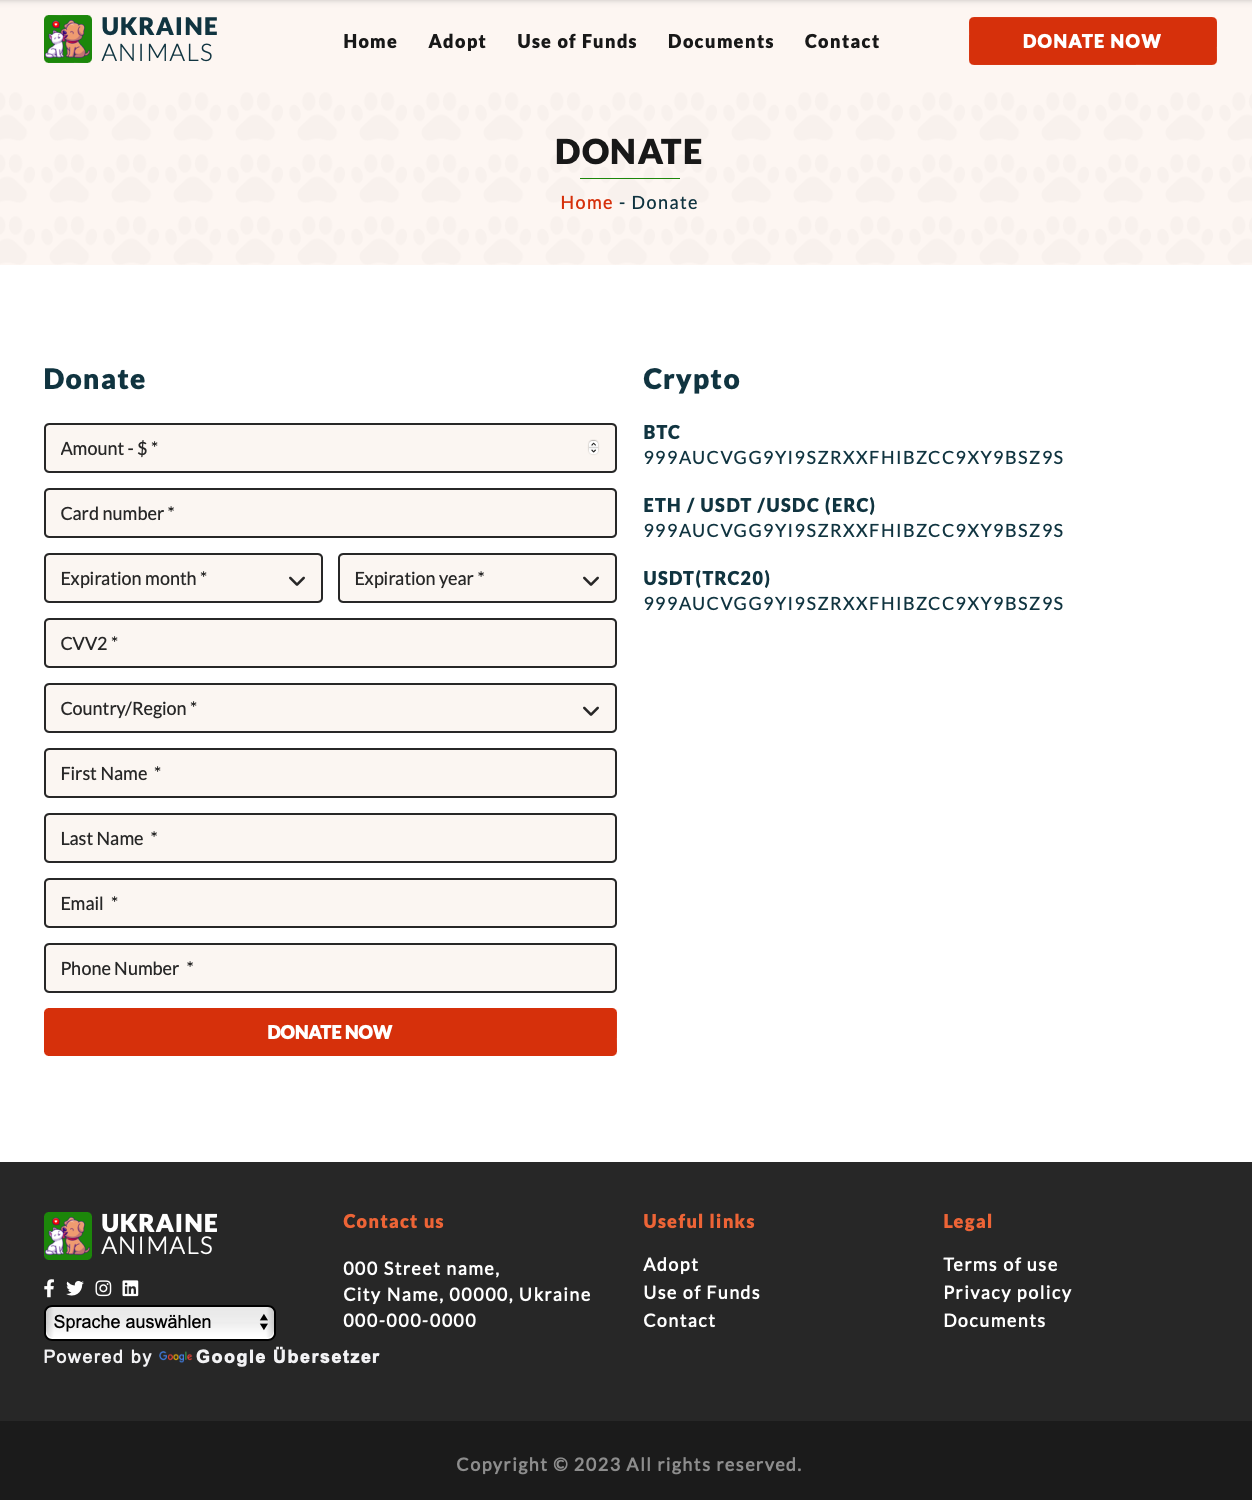 UKRAINE
ANIMALS
Home Adopt Use of Funds Documents Contact
DONATE NOW
DONATE
Home - Donate
Donate
Amount - $ *
Card number *
Expiration month * Expiration year *
CVV2 *
Country/Region *
First Name *
Last Name *
Email *
Phone Number *
DONATE NOW
Crypto
BTC
999AUCVGG9YI9SZRXXFHIBZCC9XY9BSZ9S
ETH / USDT /USDC (ERC)
999AUCVGG9YI9SZRXXFHIBZCC9XY9BSZ9S
USDT(TRC20)
999AUCVGG9YI9SZRXXFHIBZCC9XY9BSZ9S
UKRAINE
ANIMALS
Sprache auswählen
Powered by Google Google Übersetzer
Contact us
000 Street name,
City Name, 00000, Ukraine
000-000-0000
Useful links
Adopt
Use of Funds
Contact
Legal
Terms of use
Privacy policy
Documents
Copyright © 2023 All rights reserved.